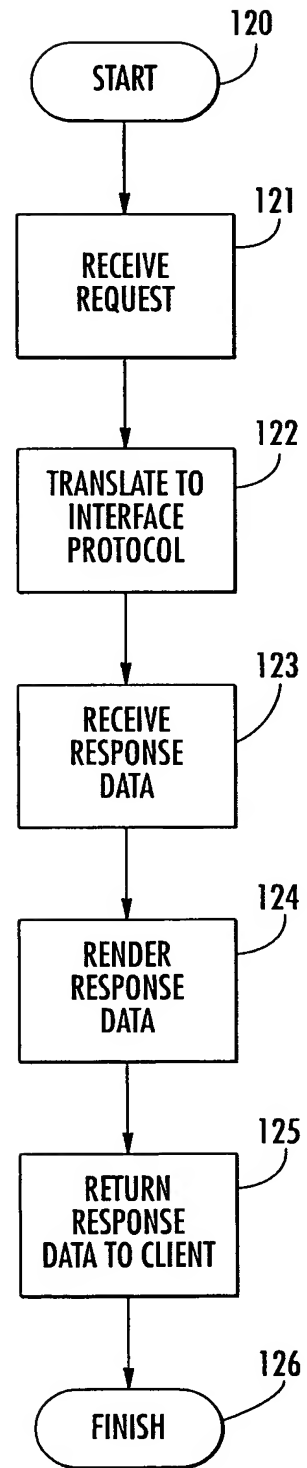 START
120
121
RECEIVE
REQUEST
122
TRANSLATE TO
INTERFACE
PROTOCOL
123
RECEIVE
RESPONSE
DATA
124
RENDER
RESPONSE
DATA
125
RETURN
RESPONSE
DATA TO CLIENT
126
FINISH